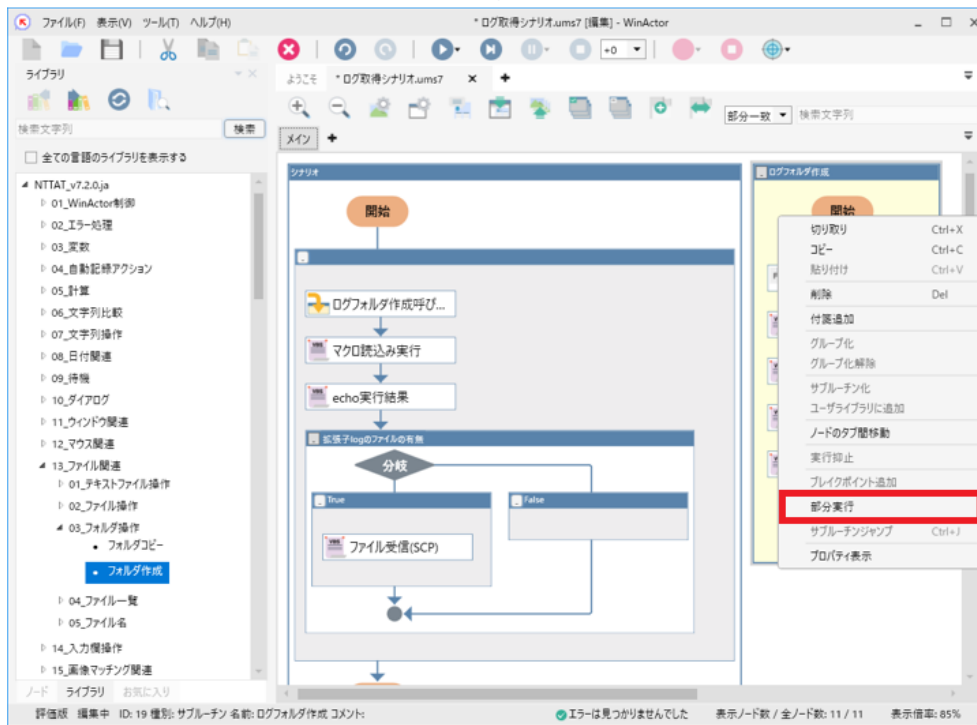 ファイル(F) 表示(V) ツール(T) ヘルプ(H)
* ログ取得シナリオ.ums7 [編集] - WinActor
+0
ライブラリ
検索文字列
検索
全ての言語のライブラリを表示する
NTTAT_v7.2.0.ja
01_WinActor制御
02_エラー処理
03_変数
04_自動記録アクション
05_計算
06_文字列比較
07_文字列操作
08_日付関連
09_待機
10_ダイアログ
11_ウィンドウ関連
12_マウス関連
13_ファイル関連
01_テキストファイル操作
02_ファイル操作
03_フォルダ操作
フォルダコピー
フォルダ作成
04_ファイル一覧
05_ファイル名
14_入力欄操作
15_画像マッチング関連
ノード ライブラリ お気に入り
ようこそ * ログ取得シナリオ.ums7
部分一致
検索文字列
メイン
シナリオ
開始
ログフォルダ作成呼び...
マクロ読込み実行
echo実行結果
拡張子logのファイルの有無
分岐
True
False
ファイル受信(SCP)
ログフォルダ作成
開始
切り取り Ctrl+X
コピー Ctrl+C
貼り付け Ctrl+V
削除 Del
付箋追加
グループ化
グループ化解除
サブルーチン化
ユーザライブラリに追加
ノードのタブ間移動
実行抑止
ブレイクポイント追加
部分実行
サブルーチンジャンプ Ctrl+J
プロパティ表示
評価版 編集中 ID: 19 種別: サブルーチン 名前: ログフォルダ作成 コメント:
エラーは見つかりませんでした
表示ノード数 / 全ノード数: 11 / 11
表示倍率: 85%